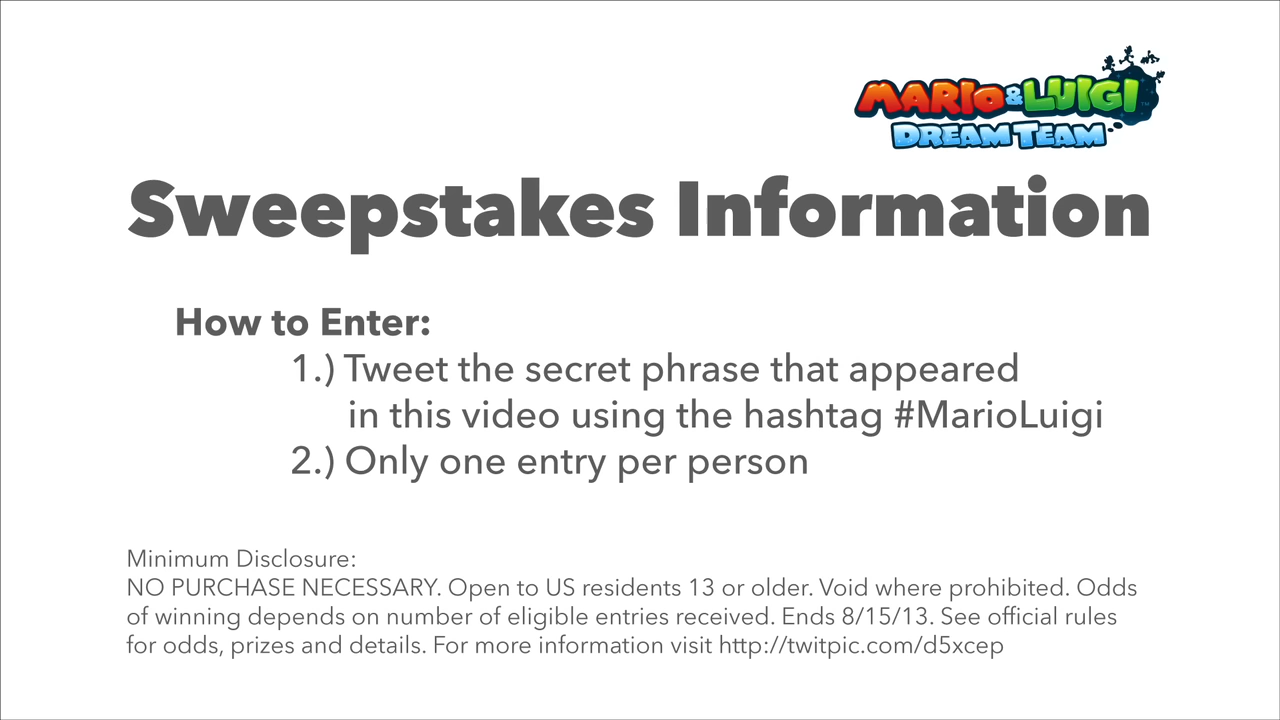 MARIO & LUIGI
DREAM TEAM
Sweepstakes Information
How to Enter:
1.) Tweet the secret phrase that appeared
in this video using the hashtag #MarioLuigi
2.) Only one entry per person
Minimum Disclosure:
NO PURCHASE NECESSARY. Open to US residents 13 or older. Void where prohibited. Odds
of winning depends on number of eligible entries received. Ends 8/15/13. See official rules
for odds, prizes and details. For more information visit http://twitpic.com/d5xcep